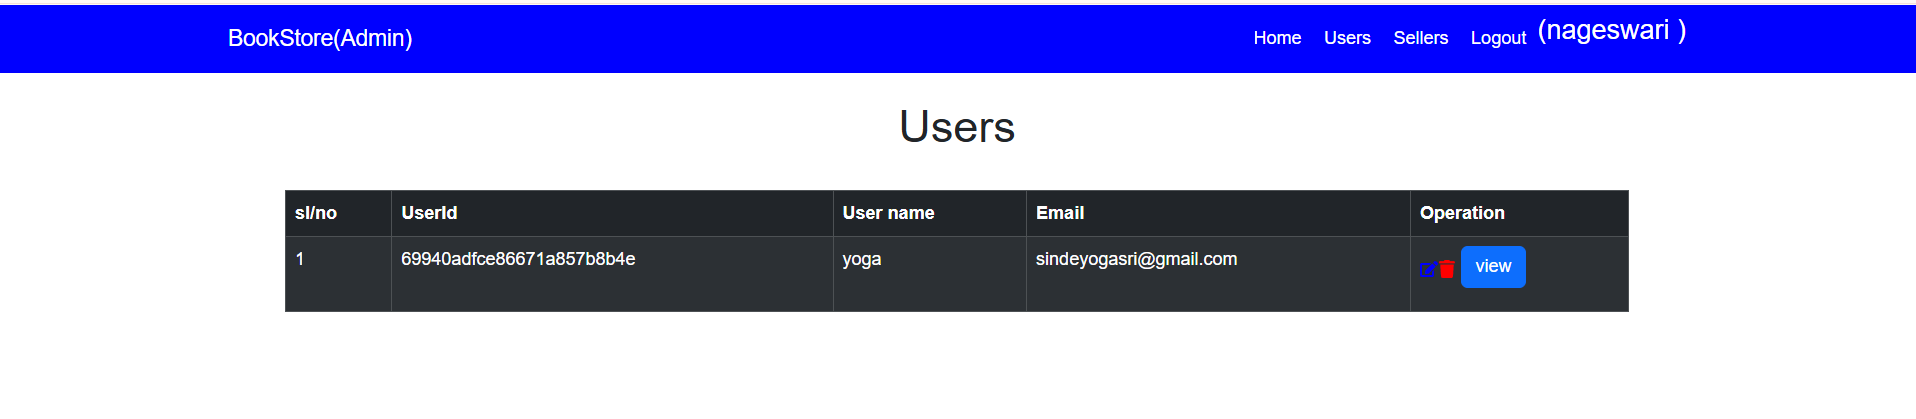 BookStore(Admin) Home Users Sellers Logout (nageswari )
Users
sl/no UserId User name Email Operation
1 69940adfce86671a857b8b4e yoga sindeyogasri@gmail.com view